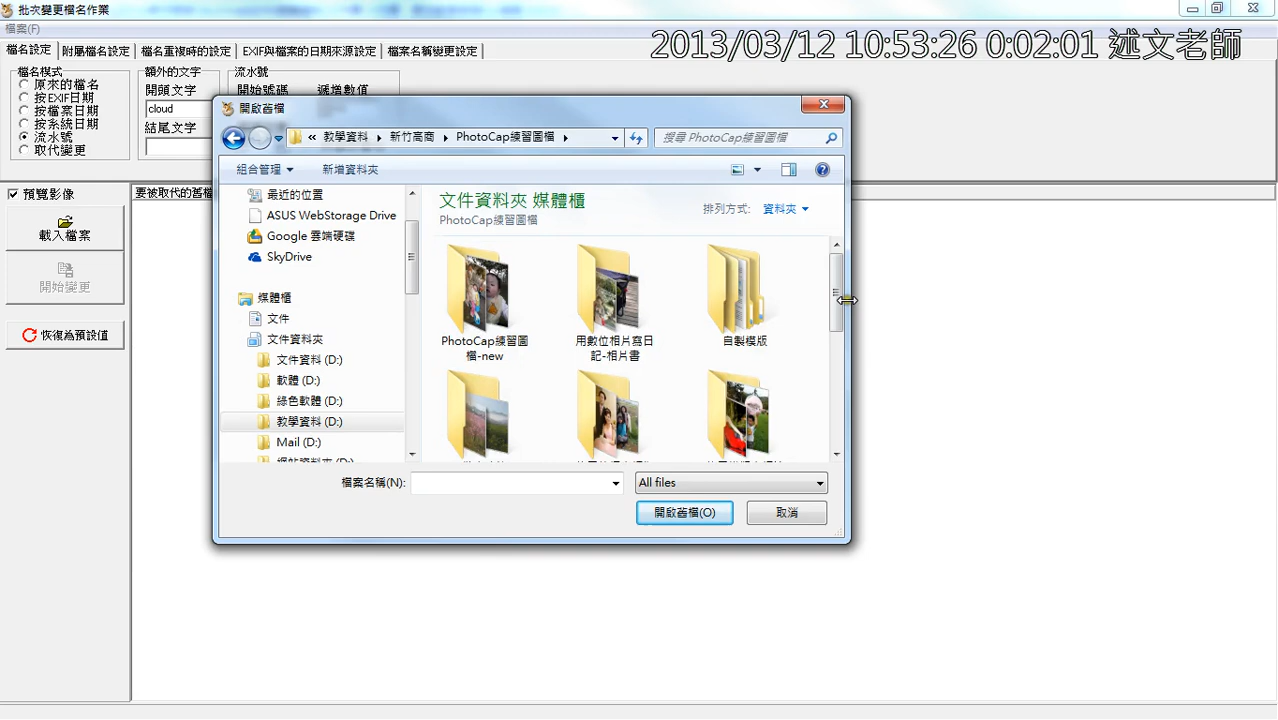 批次變更檔名作業
檔案(F)
檔名設定 附屬檔名設定 檔名重複時的設定 EXIF與檔案的日期來源設定 檔案名稱變更設定
2013/03/12 10:53:26 0:02:01 述文老師
檔名模式
原來的檔名
按EXIF日期
按檔案日期
按系統日期
流水號
取代變更
額外的文字
開頭文字
cloud
結尾文字
流水號
開始號碼 遞增數值
預覽影像
載入檔案
開始變更
恢復為預設值
要被取代的舊檔
開啟舊檔
« 教學資料 新竹高商 PhotoCap練習圖檔
搜尋 PhotoCap練習圖檔
組合管理 新增資料夾
最近的位置
ASUS WebStorage Drive
Google 雲端硬碟
SkyDrive
媒體櫃
文件
文件資料夾
文件資料 (D:)
軟體 (D:)
綠色軟體 (D:)
教學資料 (D:)
Mail (D:)
文件資料夾 媒體櫃
PhotoCap練習圖檔
排列方式: 資料夾
PhotoCap練習圖
檔-new
用數位相片寫日
記-相片書
自製模版
檔案名稱(N):
All files
開啟舊檔(O)
取消